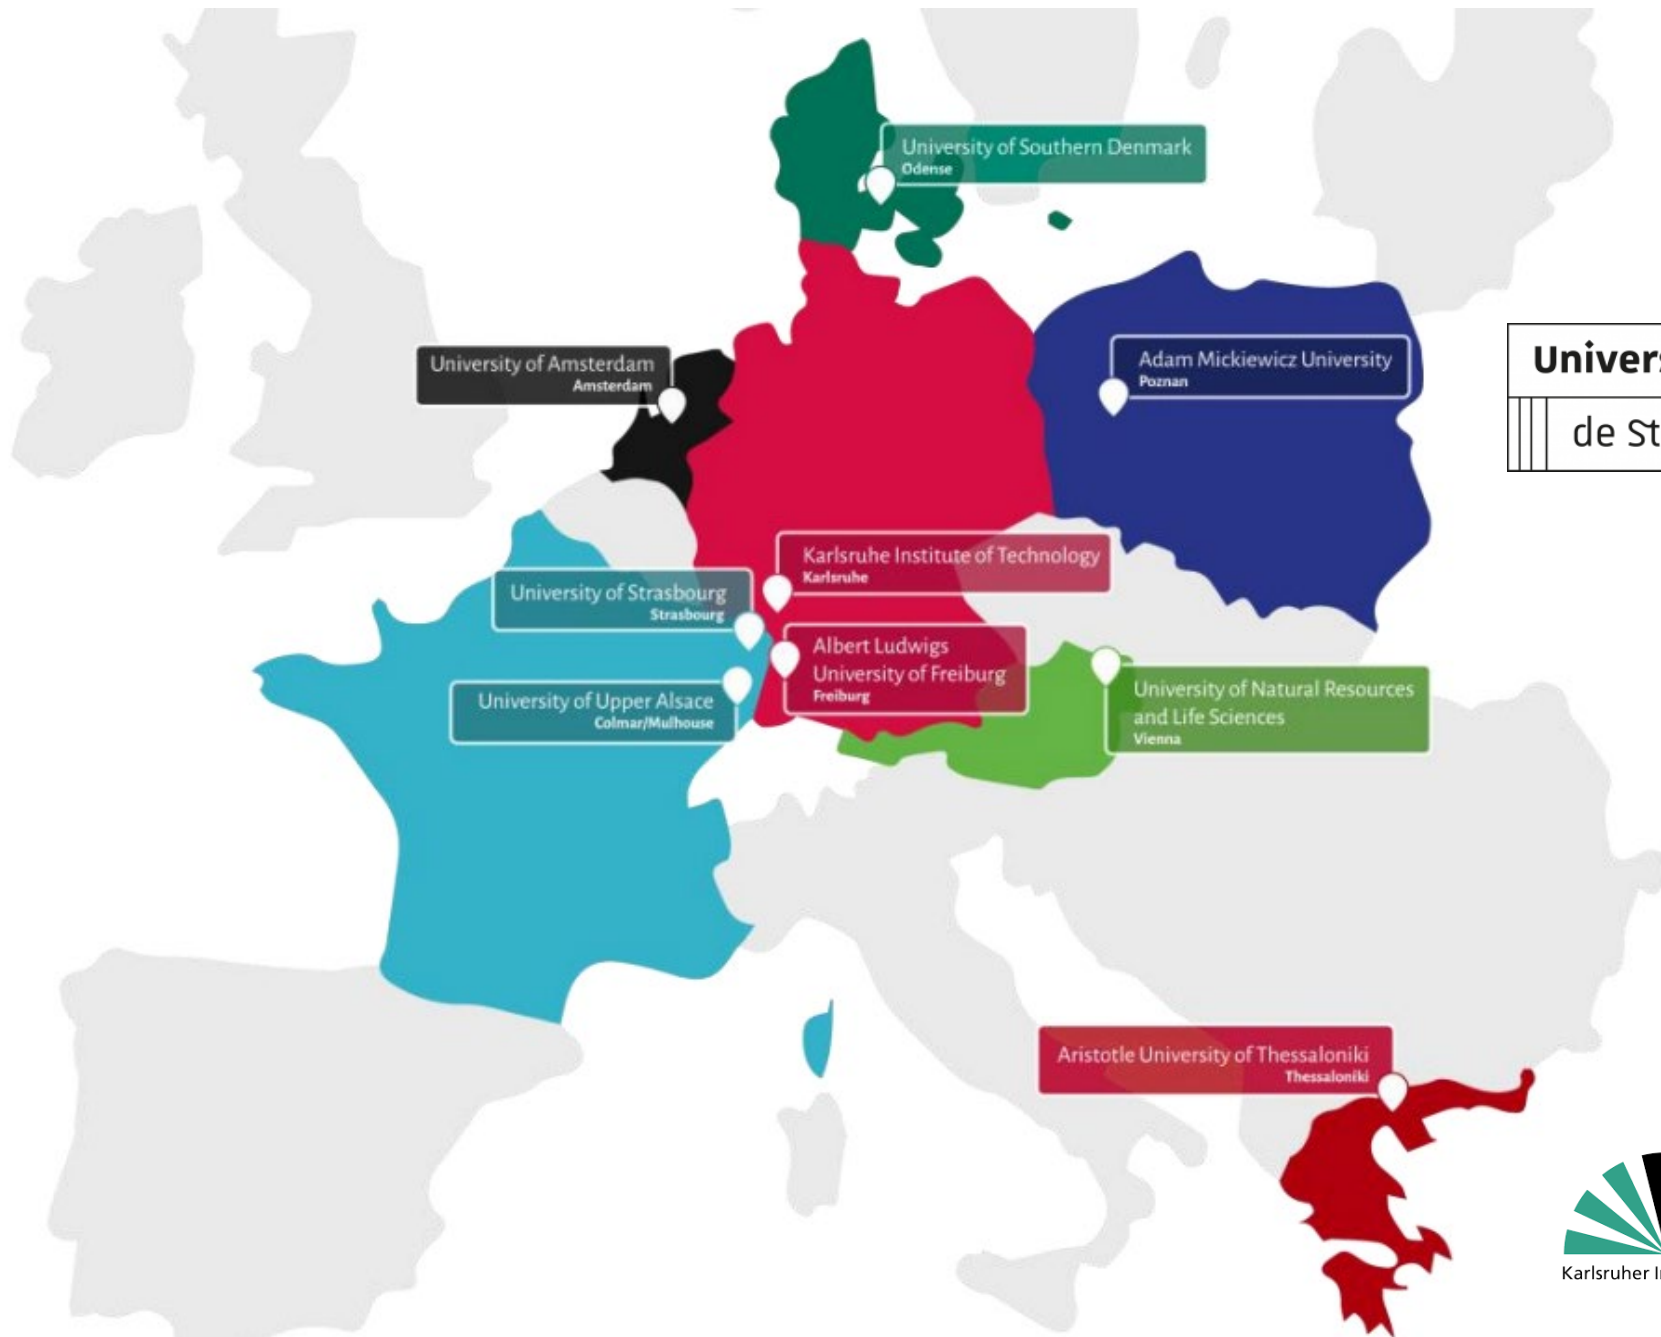 University of Southern Denmark
Odense
University of Amsterdam
Amsterdam
Adam Mickiewicz University
Poznan
Univers
de St
Karlsruhe Institute of Technology
Karlsruhe
University of Strasbourg
Strasbourg
Albert Ludwigs
University of Freiburg
Freiburg
University of Upper Alsace
Colmar/Mulhouse
University of Natural Resources
and Life Sciences
Vienna
Aristotle University of Thessaloniki
Thessaloniki
Karlsruher I